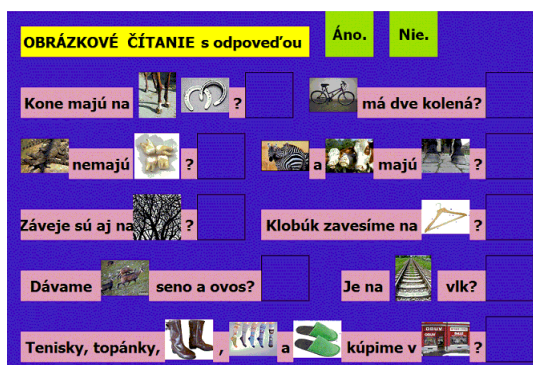 OBRÁZKOVÉ ČÍTANIE s odpoveďou Áno. Nie.
Kone majú na ? má dve kolená?
nemajú ? a majú ?
Záveje sú aj na ? Klobúk zavesíme na ?
Dávame seno a ovos? Je na vlk?
Tenisky, topánky, , a kúpime v ?